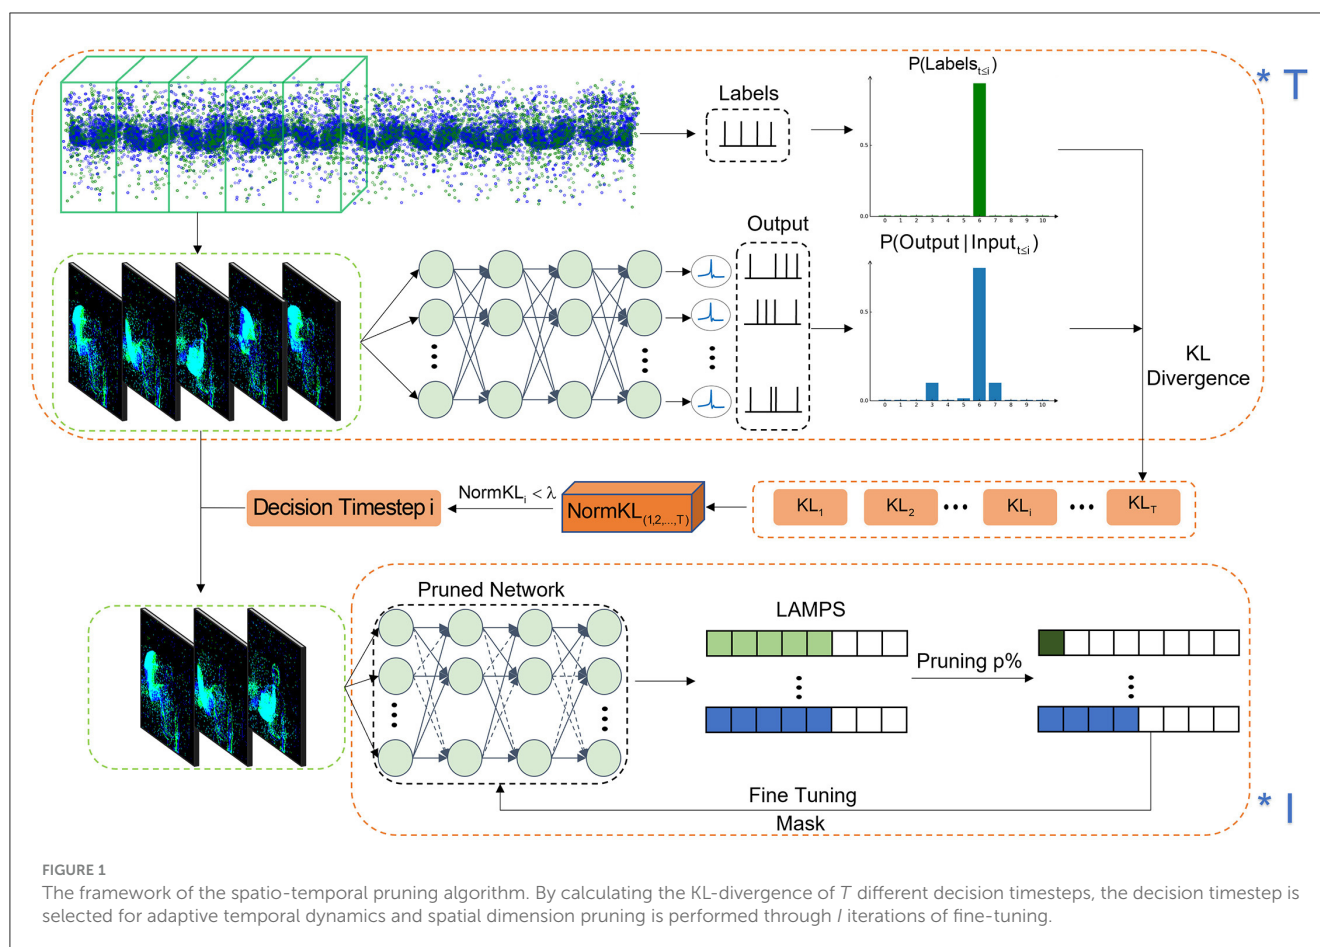 * T
P(Labels_{t≤i})
Labels
0.5
0.0
0 1 2 3 4 5 6 7 8 9 10
Output
P(Output | Input_{t≤i})
0.5
0.0
0 1 2 3 4 5 6 7 8 9 10
KL
Divergence
Decision Timestep i
NormKL_i < λ
NormKL_{(1,2,...,T)}
KL_1
KL_2
KL_i
KL_T
Pruned Network
LAMPS
Pruning p%
Fine Tuning
Mask
* I
FIGURE 1
The framework of the spatio-temporal pruning algorithm. By calculating the KL-divergence of T different decision timesteps, the decision timestep is
selected for adaptive temporal dynamics and spatial dimension pruning is performed through I iterations of fine-tuning.